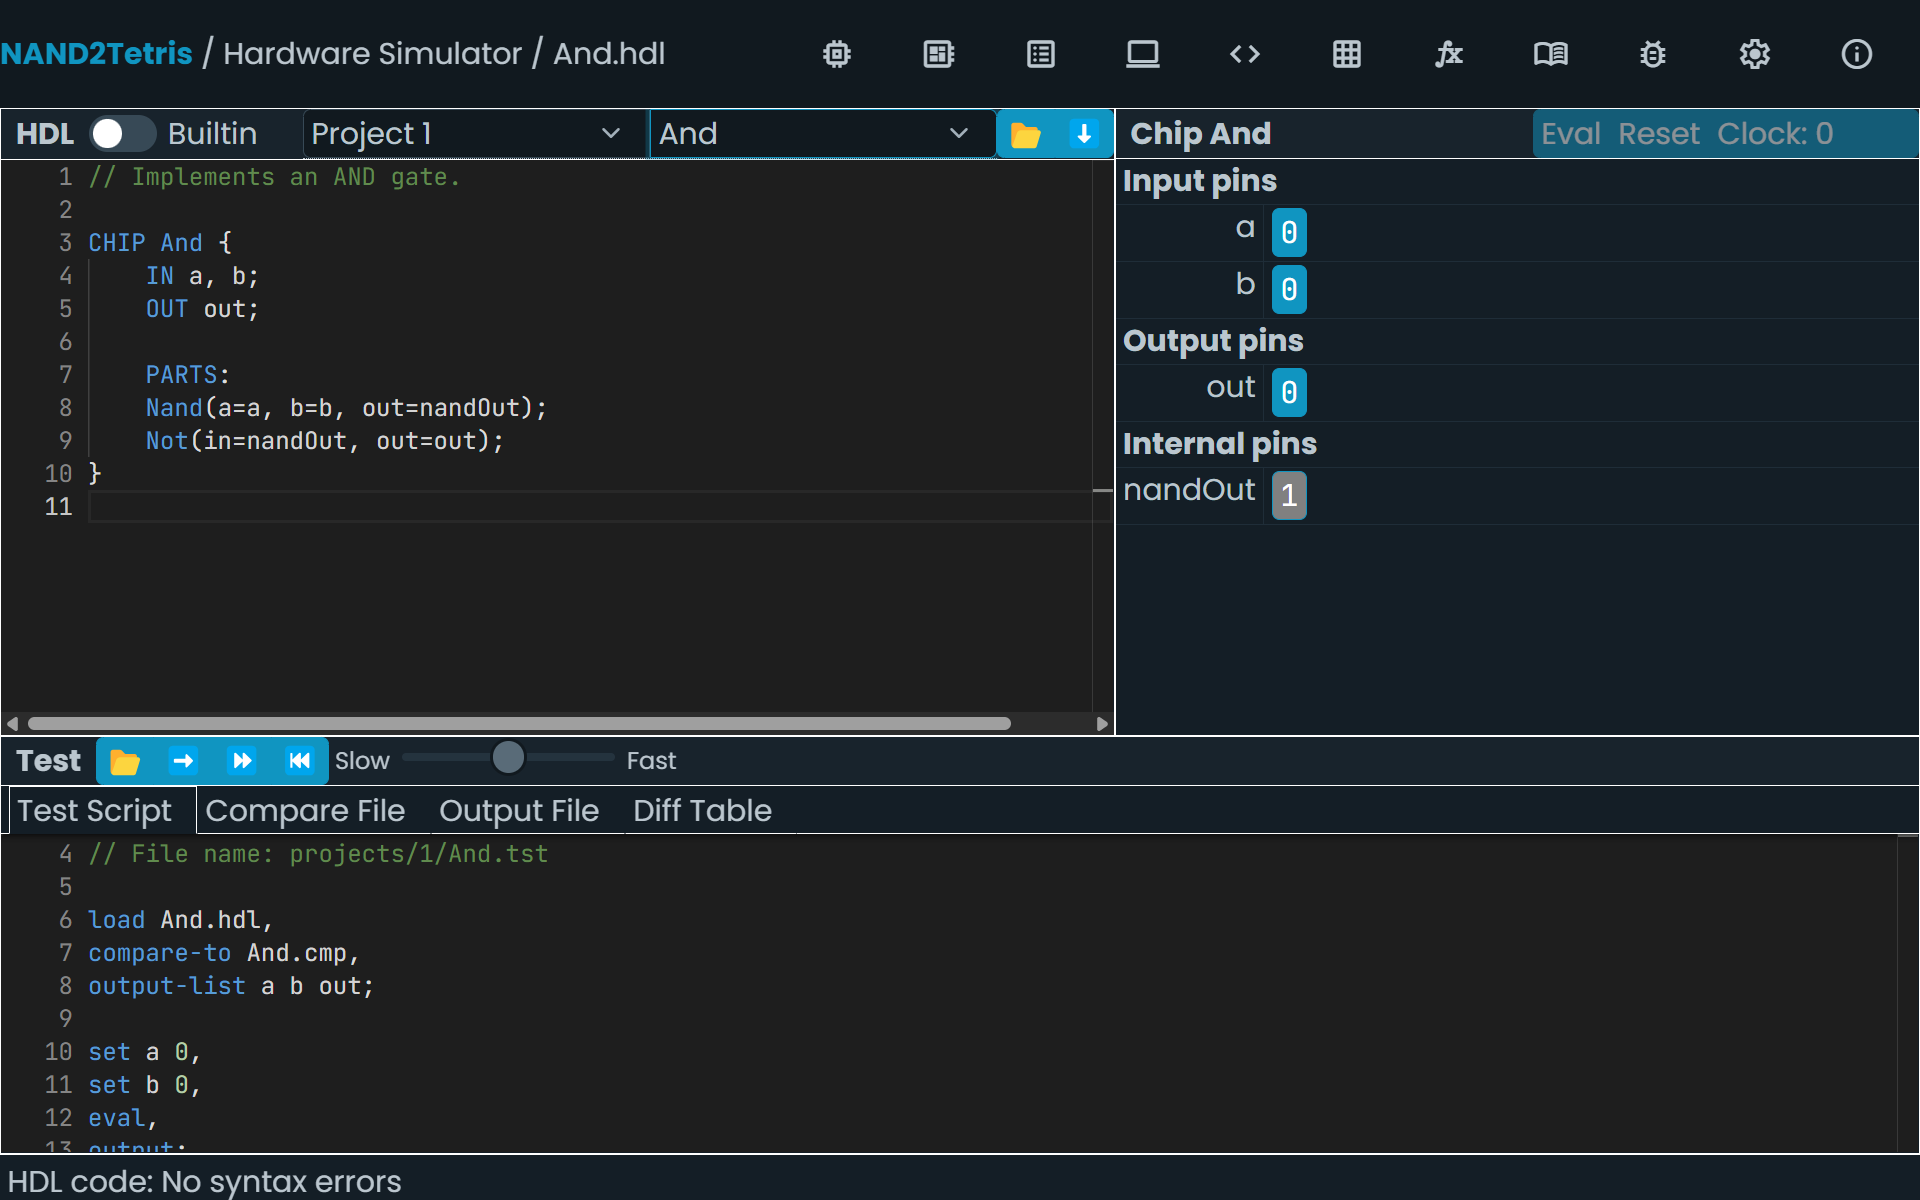 NAND2Tetris / Hardware Simulator / And.hdl
HDL Builtin Project 1 And
1 // Implements an AND gate.
2
3 CHIP And {
4 IN a, b;
5 OUT out;
6
7 PARTS:
8 Nand(a=a, b=b, out=nandOut);
9 Not(in=nandOut, out=out);
10 }
11
Chip And Eval Reset Clock: 0
Input pins
a 0
b 0
Output pins
out 0
Internal pins
nandOut 1
Test Slow Fast
Test Script Compare File Output File Diff Table
4 // File name: projects/1/And.tst
5
6 load And.hdl,
7 compare-to And.cmp,
8 output-list a b out;
9
10 set a 0,
11 set b 0,
12 eval,
13 output;
HDL code: No syntax errors